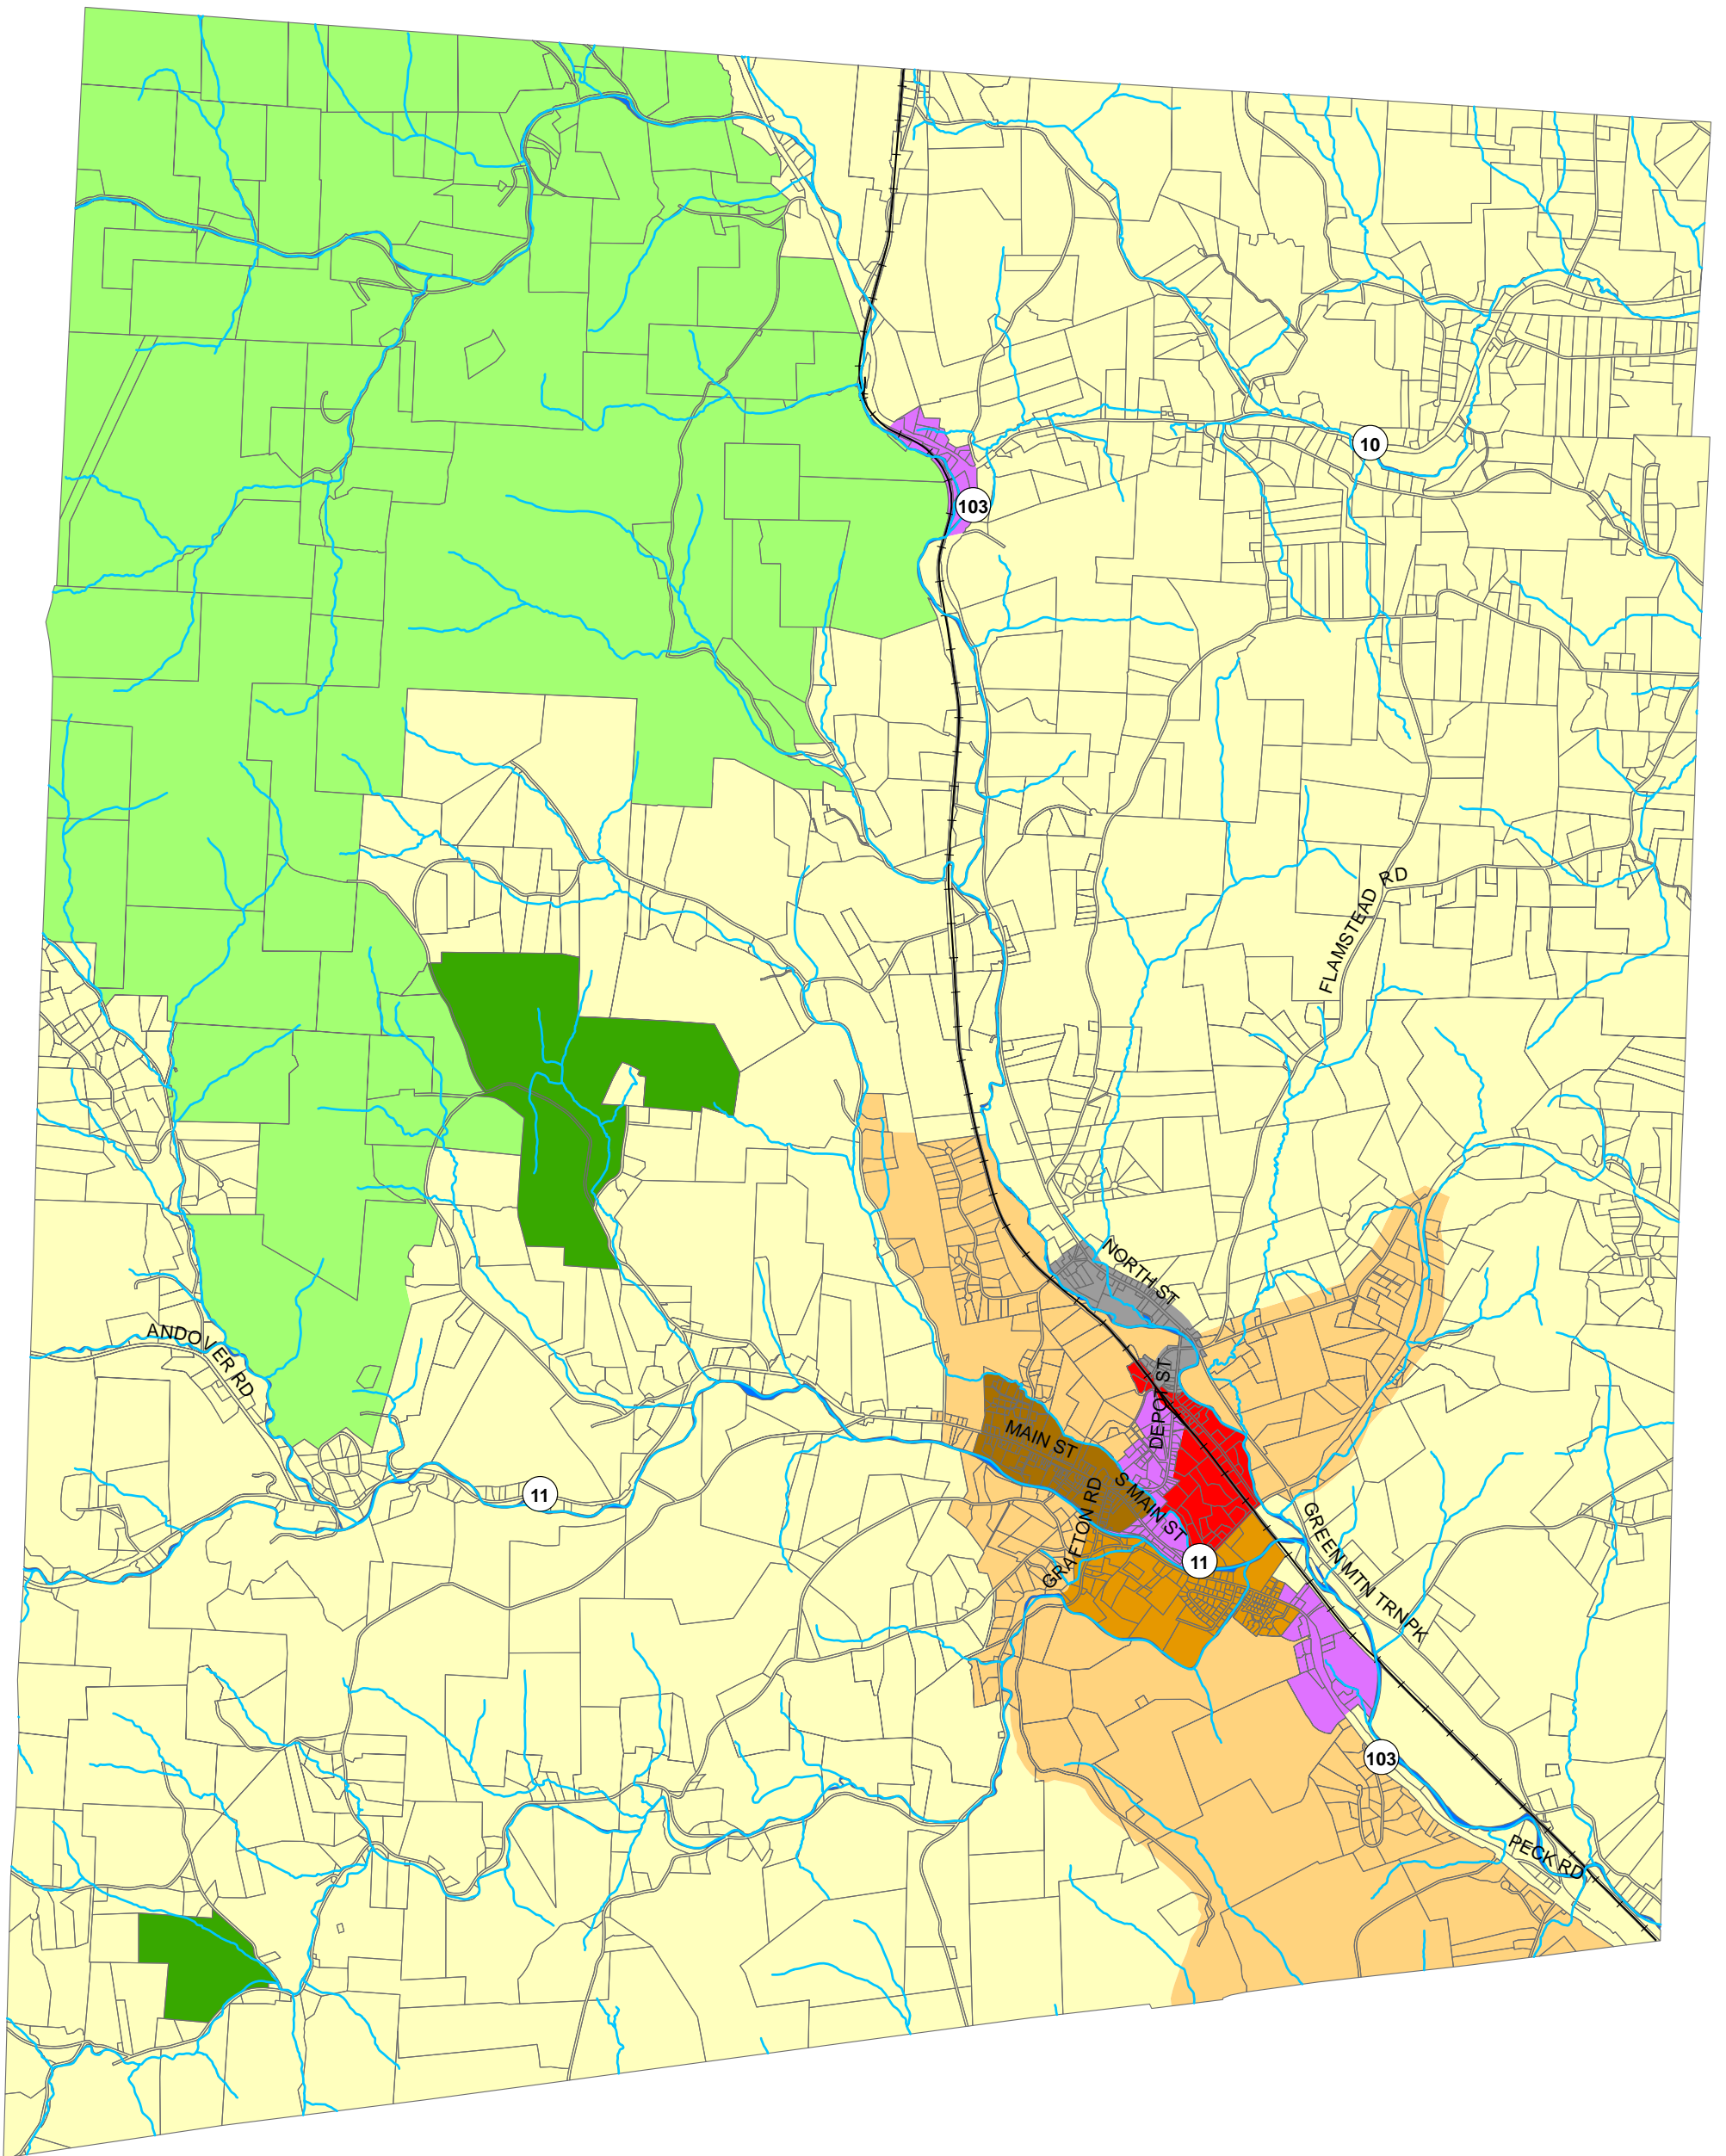 10
103
FLAMSTEAD RD
NORTH ST
ANDOVER RD
DEPOT ST
MAIN ST
S MAIN ST
GRAFTON RD
11
11
GREEN MTN TRNPK
103
PECK RD